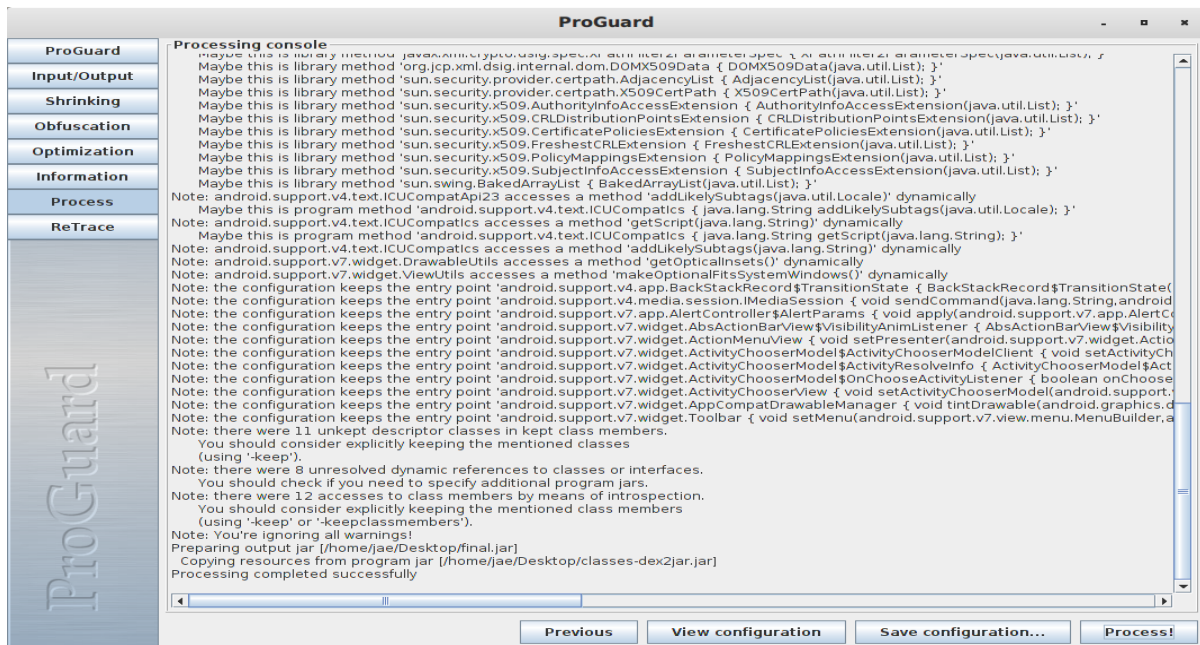 ProGuard
ProGuard
Input/Output
Shrinking
Obfuscation
Optimization
Information
Process
ReTrace
ProGuard
Processing console
Maybe this is library method 'javax.xml.crypto.dsig.spec.XPathFilter2ParameterSpec { XPathFilter2ParameterSpec(java.util.List); }'
Maybe this is library method 'org.jcp.xml.dsig.internal.dom.DOMX509Data { DOMX509Data(java.util.List); }'
Maybe this is library method 'sun.security.provider.certpath.AdjacencyList { AdjacencyList(java.util.List); }'
Maybe this is library method 'sun.security.provider.certpath.X509CertPath { X509CertPath(java.util.List); }'
Maybe this is library method 'sun.security.x509.AuthorityInfoAccessExtension { AuthorityInfoAccessExtension(java.util.List); }'
Maybe this is library method 'sun.security.x509.CRLDistributionPointsExtension { CRLDistributionPointsExtension(java.util.List); }'
Maybe this is library method 'sun.security.x509.CertificatePoliciesExtension { CertificatePoliciesExtension(java.util.List); }'
Maybe this is library method 'sun.security.x509.FreshestCRLExtension { FreshestCRLExtension(java.util.List); }'
Maybe this is library method 'sun.security.x509.PolicyMappingsExtension { PolicyMappingsExtension(java.util.List); }'
Maybe this is library method 'sun.security.x509.SubjectInfoAccessExtension { SubjectInfoAccessExtension(java.util.List); }'
Maybe this is library method 'sun.swing.BakedArrayList { BakedArrayList(java.util.List); }'
Note: android.support.v4.text.ICUCompatApi23 accesses a method 'addLikelySubtags(java.util.Locale)' dynamically
Maybe this is program method 'android.support.v4.text.ICUCompatIcs { java.lang.String addLikelySubtags(java.util.Locale); }'
Note: android.support.v4.text.ICUCompatIcs accesses a method 'getScript(java.lang.String)' dynamically
Maybe this is program method 'android.support.v4.text.ICUCompatIcs { java.lang.String getScript(java.lang.String); }'
Note: android.support.v4.text.ICUCompatIcs accesses a method 'addLikelySubtags(java.lang.String)' dynamically
Note: android.support.v7.widget.DrawableUtils accesses a method 'getOpticalInsets()' dynamically
Note: android.support.v7.widget.ViewUtils accesses a method 'makeOptionalFitsSystemWindows()' dynamically
Note: the configuration keeps the entry point 'android.support.v4.app.BackStackRecord$TransitionState { BackStackRecord$TransitionState(
Note: the configuration keeps the entry point 'android.support.v4.media.session.IMediaSession { void sendCommand(java.lang.String,android
Note: the configuration keeps the entry point 'android.support.v7.app.AlertController$AlertParams { void apply(android.support.v7.app.AlertCo
Note: the configuration keeps the entry point 'android.support.v7.widget.AbsActionBarView$VisibilityAnimListener { AbsActionBarView$Visibility
Note: the configuration keeps the entry point 'android.support.v7.widget.ActionMenuView { void setPresenter(android.support.v7.widget.Actio
Note: the configuration keeps the entry point 'android.support.v7.widget.ActivityChooserModel$ActivityChooserModelClient { void setActivityCh
Note: the configuration keeps the entry point 'android.support.v7.widget.ActivityChooserModel$ActivityResolveInfo { ActivityChooserModel$Act
Note: the configuration keeps the entry point 'android.support.v7.widget.ActivityChooserModel$OnChooseActivityListener { boolean onChoose
Note: the configuration keeps the entry point 'android.support.v7.widget.ActivityChooserView { void setActivityChooserModel(android.support.
Note: the configuration keeps the entry point 'android.support.v7.widget.AppCompatDrawableManager { void tintDrawable(android.graphics.d
Note: the configuration keeps the entry point 'android.support.v7.widget.Toolbar { void setMenu(android.support.v7.view.menu.MenuBuilder,a
Note: there were 11 unkept descriptor classes in kept class members.
You should consider explicitly keeping the mentioned classes
(using '-keep').
Note: there were 8 unresolved dynamic references to classes or interfaces.
You should check if you need to specify additional program jars.
Note: there were 12 accesses to class members by means of introspection.
You should consider explicitly keeping the mentioned class members
(using '-keep' or '-keepclassmembers').
Note: You're ignoring all warnings!
Preparing output jar [/home/jae/Desktop/final.jar]
Copying resources from program jar [/home/jae/Desktop/classes-dex2jar.jar]
Processing completed successfully
Previous
View configuration
Save configuration...
Process!